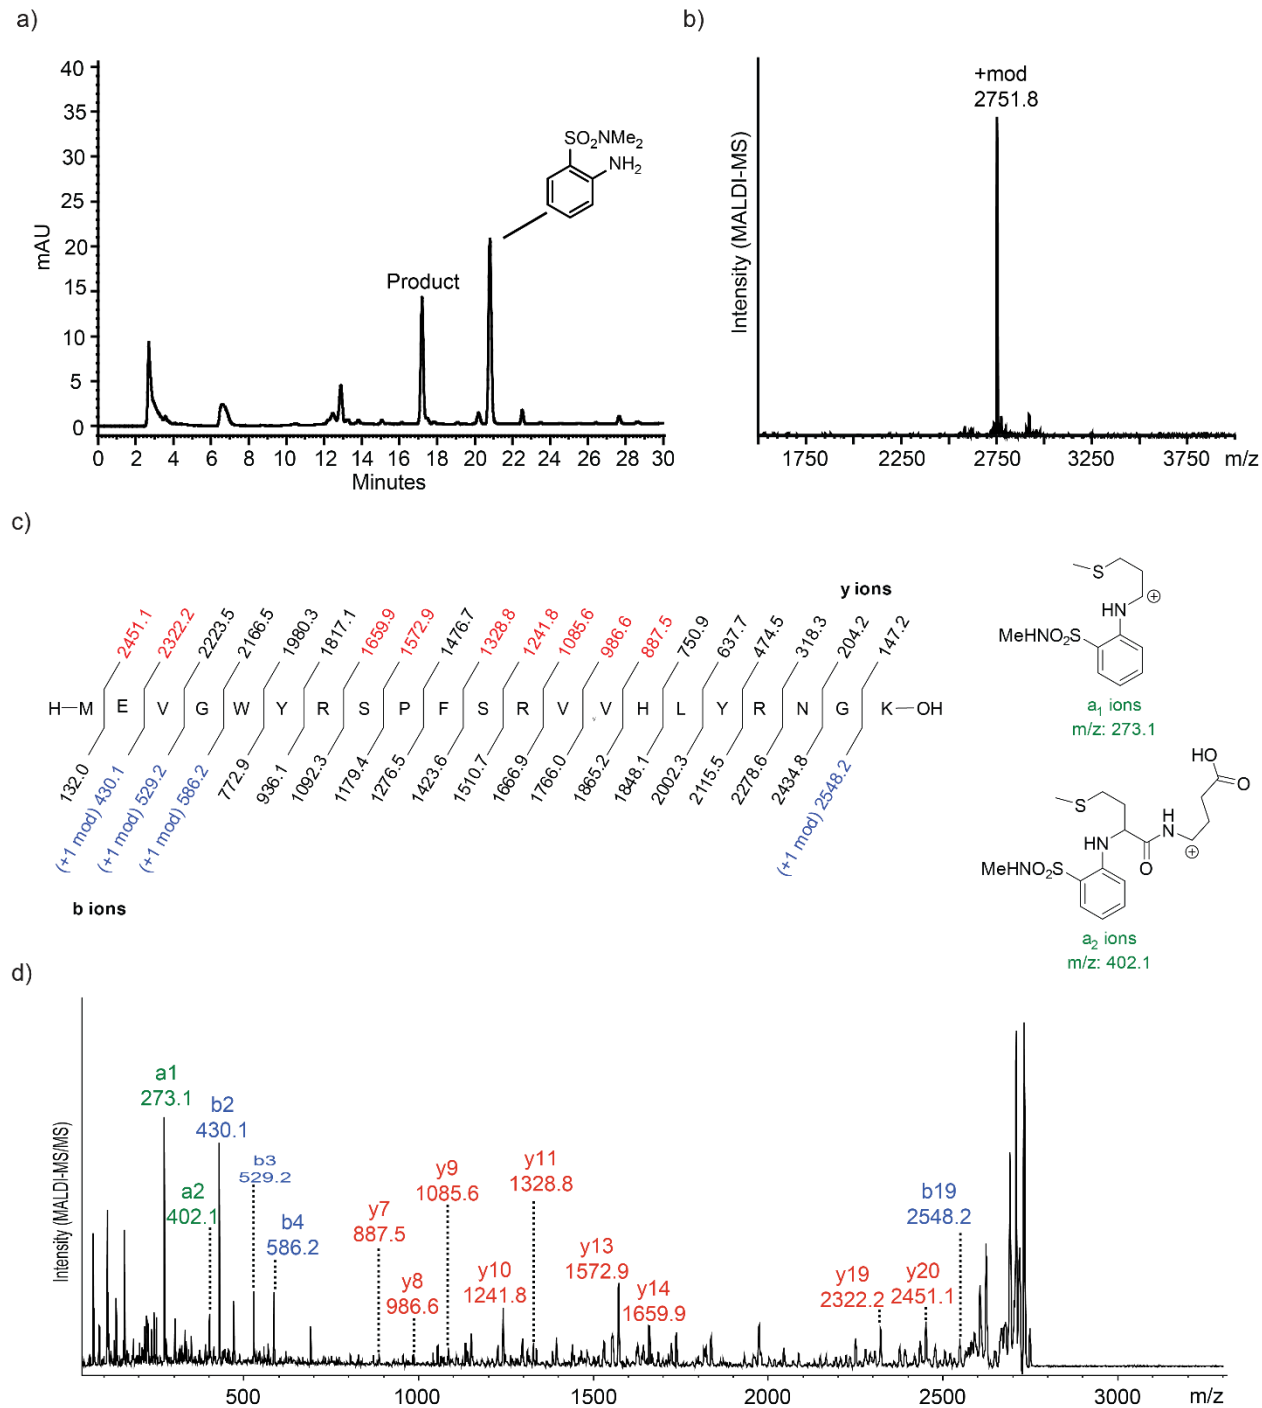 a)
40
35
30
25
20
15
10
5
0
mAU
0 2 4 6 8 10 12 14 16 18 20 22 24 26 28 30
Minutes
Product
SO2NMe2
NH2
b)
+mod
2751.8
Intensity (MALDI-MS)
1750 2250 2750 3250 3750 m/z
c)
y ions
2451.1 2322.2 2223.5 2166.5 1980.3 1817.1 1659.9 1572.9 1476.7 1328.8 1241.8 1085.6 986.6 887.5 750.9 637.7 474.5 318.3 204.2 147.2
H M E V G W Y R S P F S R V V H L Y R N G K OH
132.0 (+1 mod) 430.1 (+1 mod) 529.2 (+1 mod) 586.2 772.9 936.1 1092.3 1179.4 1276.5 1423.6 1510.7 1666.9 1766.0 1865.2 1848.1 2002.3 2115.5 2278.6 2434.8 (+1 mod) 2548.2
b ions
S
HN
MeHNO2S
a1 ions
m/z: 273.1
HO
O
S
H
N
HN
O
MeHNO2S
a2 ions
m/z: 402.1
d)
Intensity (MALDI-MS/MS)
a1
273.1
b2
430.1
b3
529.2
a2
402.1
b4
586.2
y7
887.5
y8
986.6
y9
1085.6
y10
1241.8
y11
1328.8
y13
1572.9
y14
1659.9
y19
2322.2
y20
2451.1
b19
2548.2
500 1000 1500 2000 2500 3000 m/z